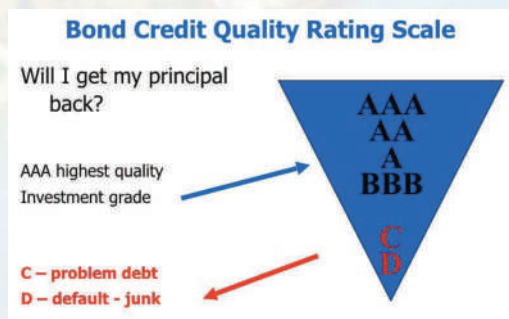 Bond Credit Quality Rating Scale
Will I get my principal
back?
AAA highest quality
Investment grade
C – problem debt
D – default - junk
AAA
AA
A
BBB
C
D